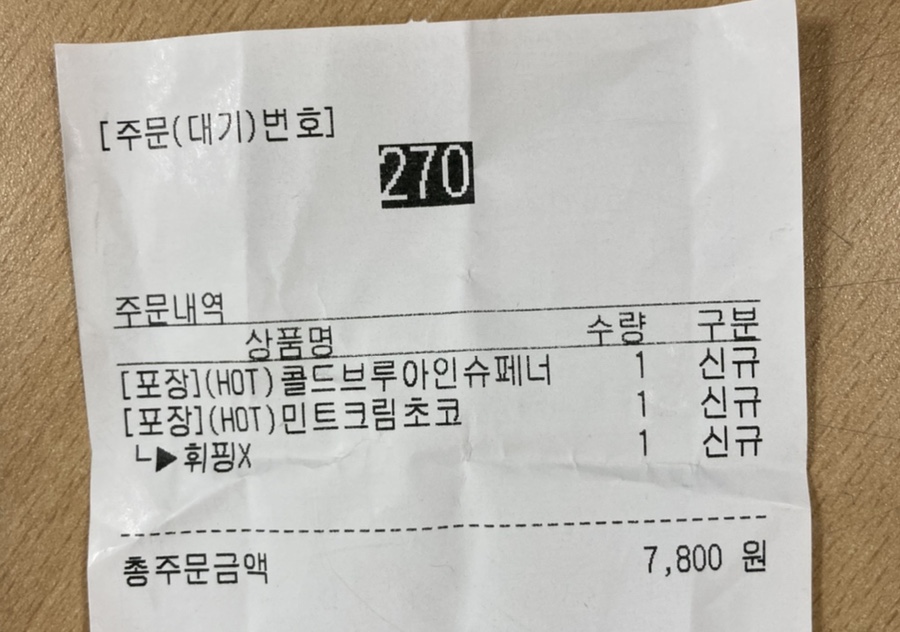 [주문(대기)번호]
270
주문내역
상품명 수량 구분
[포장](HOT)콜드브루아인슈페너 1 신규
[포장](HOT)민트크림초코 1 신규
└▶휘핑X 1 신규
총주문금액 7,800 원